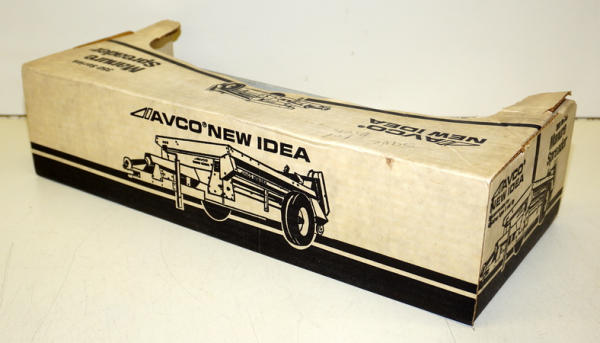 AVCO® NEW IDEA
Manure
Spreader
AVCO
NEW IDEA
AVCO®
NEW IDEA
Manure
Spreader